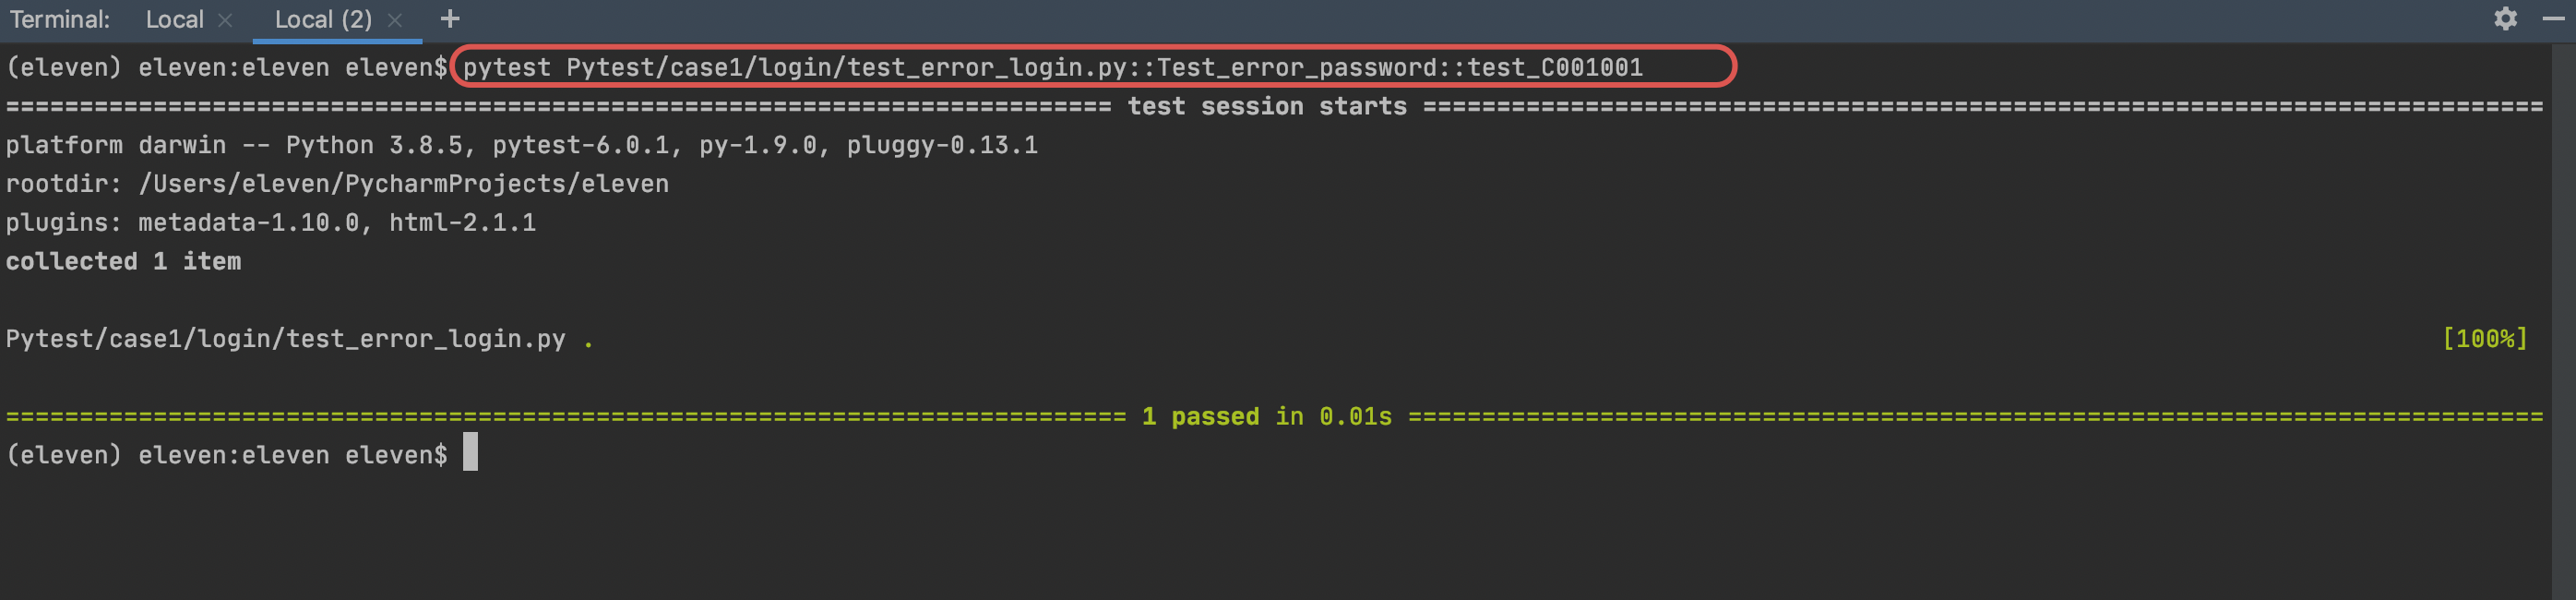 Terminal: Local × Local (2) × +
(eleven) eleven:eleven eleven$ pytest Pytest/case1/login/test_error_login.py::Test_error_password::test_C001001
=========================================================================== test session starts ============================================================================
platform darwin -- Python 3.8.5, pytest-6.0.1, py-1.9.0, pluggy-0.13.1
rootdir: /Users/eleven/PycharmProjects/eleven
plugins: metadata-1.10.0, html-2.1.1
collected 1 item
Pytest/case1/login/test_error_login.py . [100%]
============================================================================ 1 passed in 0.01s =============================================================================
(eleven) eleven:eleven eleven$